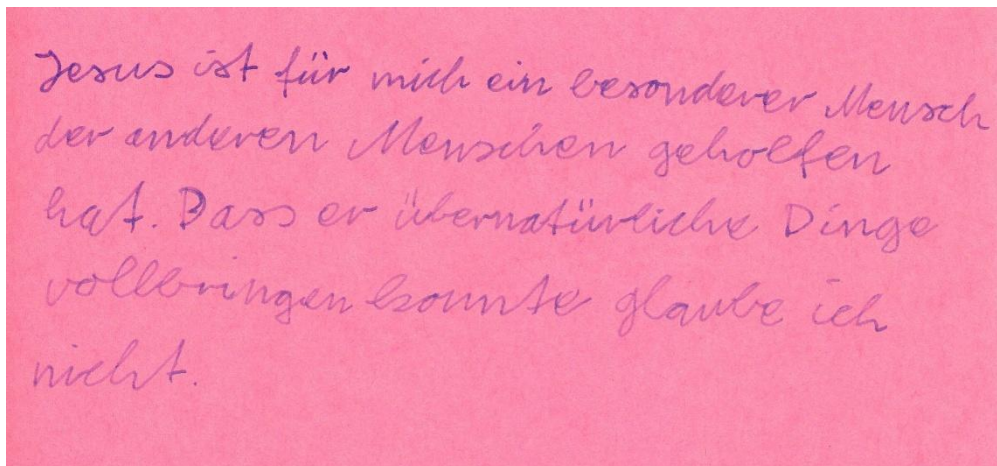 Jesus ist für mich ein besonderer Mensch
der anderen Menschen geholfen
hat. Dass er übernatürliche Dinge
vollbringen konnte glaube ich
nicht.